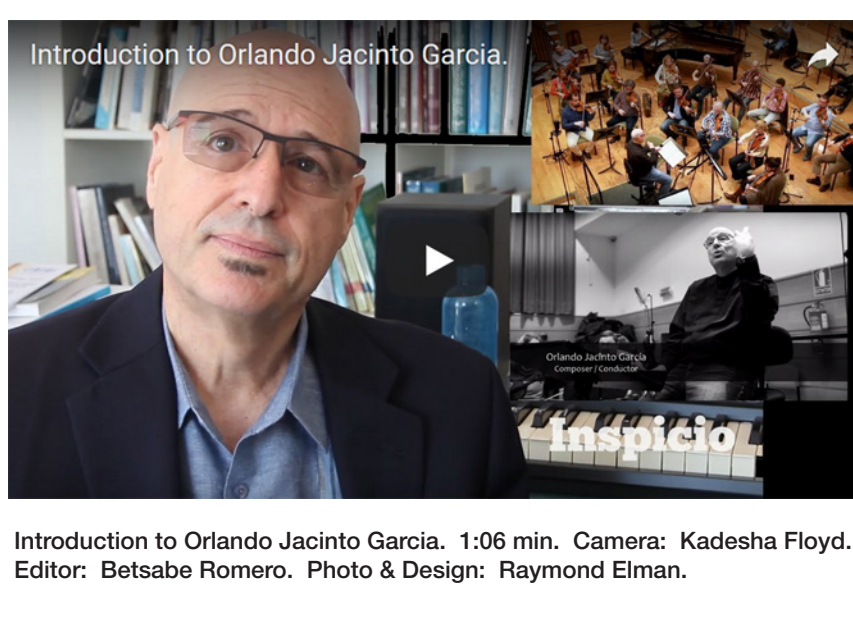 Introduction to Orlando Jacinto Garcia.
Orlando Jacinto García
Composer / Conductor
Inspicio
Introduction to Orlando Jacinto Garcia.  1:06 min.  Camera:  Kadesha Floyd.
Editor:  Betsabe Romero.  Photo & Design:  Raymond Elman.